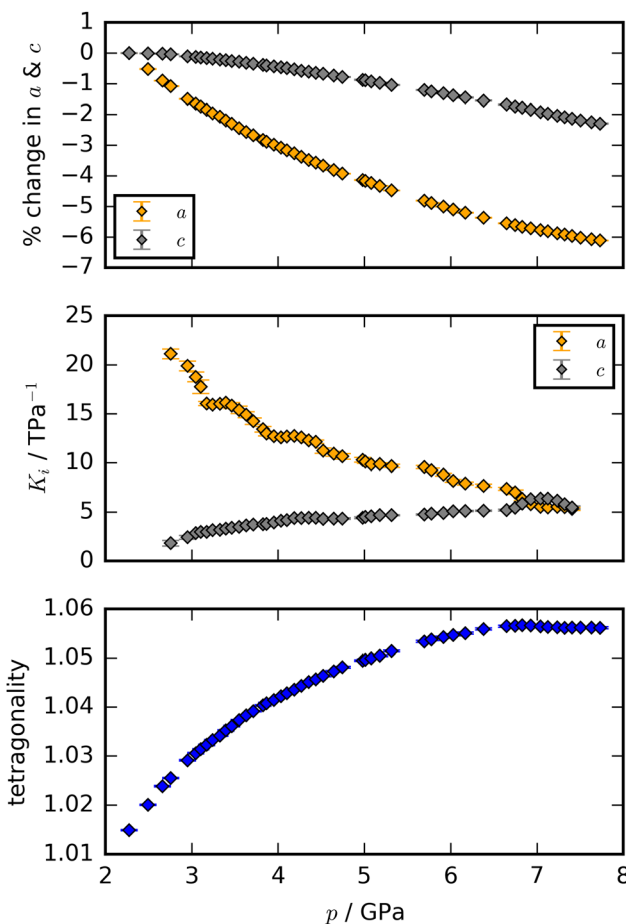 1
0
−1
−2
−3
−4
−5
−6
−7
% change in a & c
a
c
25
20
15
10
5
0
K_i / TPa⁻¹
a
c
1.06
1.05
1.04
1.03
1.02
1.01
tetragonality
2 3 4 5 6 7 8
p / GPa